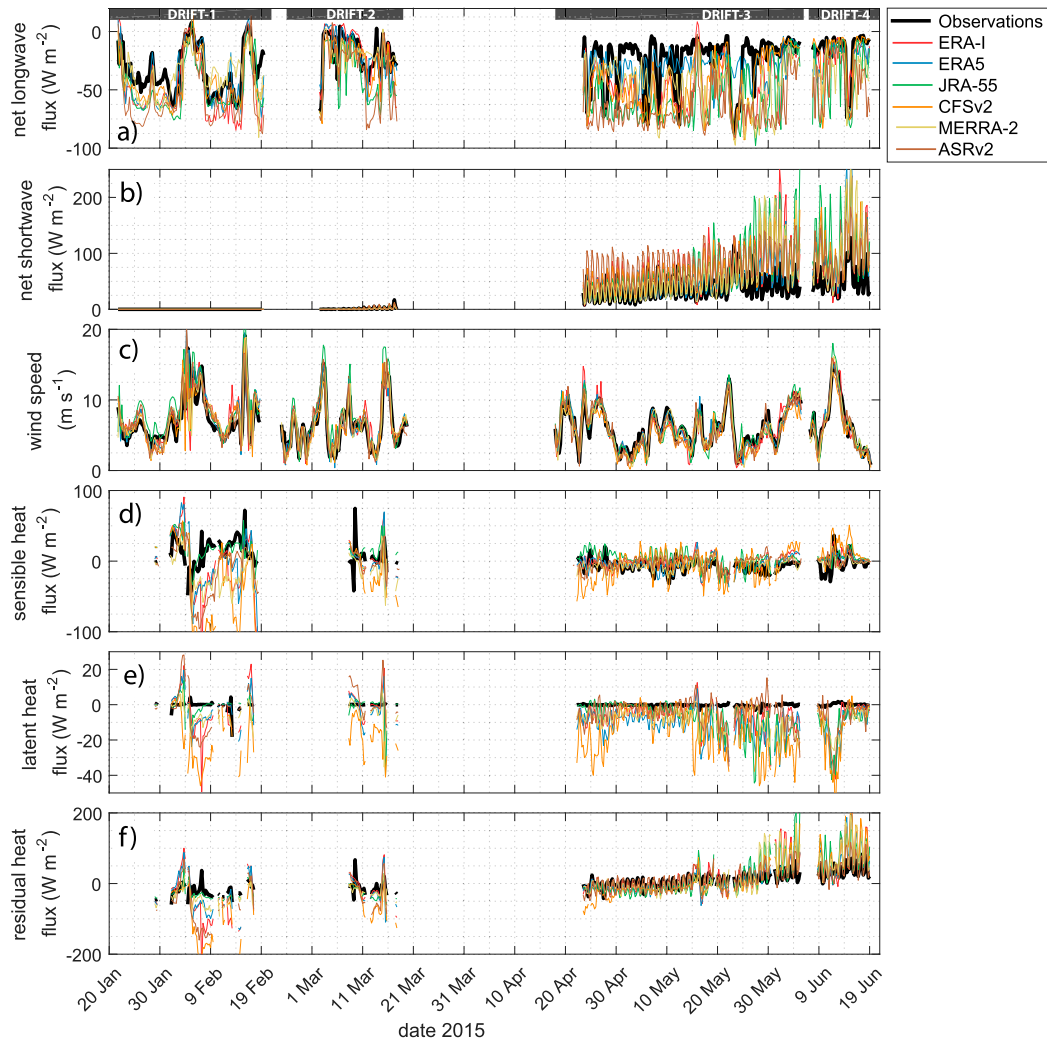 DRIFT-1 DRIFT-2 DRIFT-3 DRIFT-4
Observations
ERA-I
ERA5
JRA-55
CFSv2
MERRA-2
ASRv2
net longwave
flux (W m-2)
0
-50
-100
a)
net shortwave
flux (W m-2)
200
100
0
b)
wind speed
(m s-1)
20
10
0
c)
sensible heat
flux (W m-2)
100
0
-100
d)
latent heat
flux (W m-2)
20
0
-20
-40
e)
residual heat
flux (W m-2)
200
0
-200
f)
20 Jan 30 Jan 9 Feb 19 Feb 1 Mar 11 Mar 21 Mar 31 Mar 10 Apr 20 Apr 30 Apr 10 May 20 May 30 May 9 Jun 19 Jun
date 2015